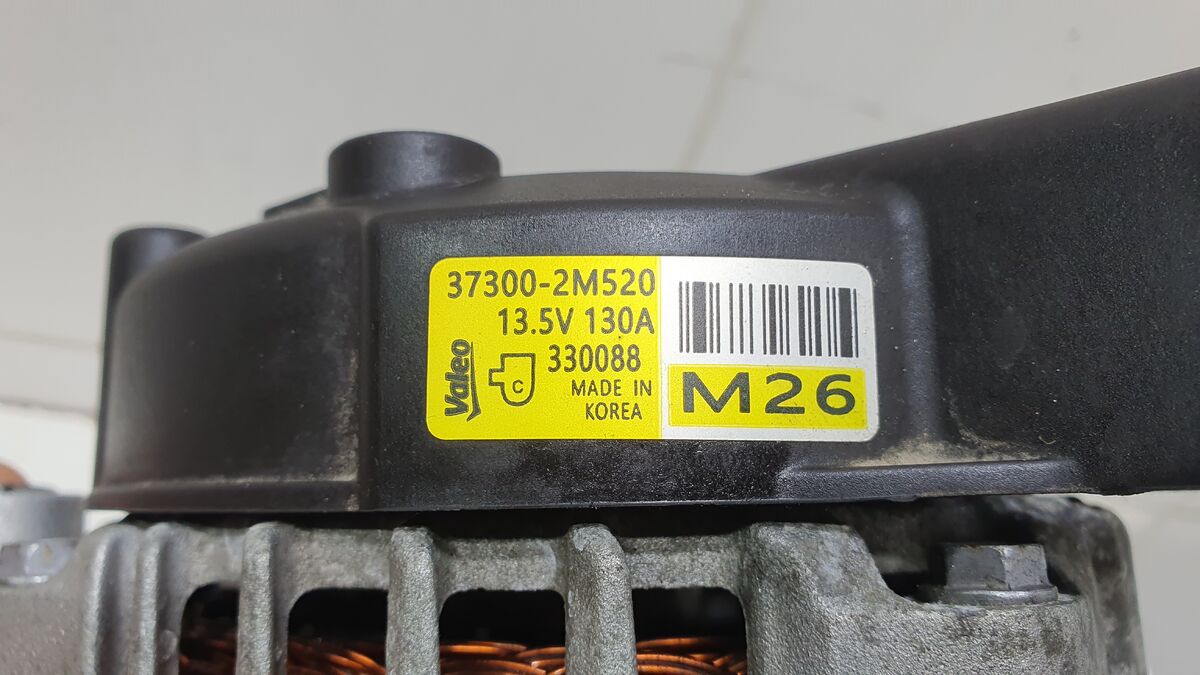 37300-2M520
13.5V 130A
Valeo
C
330088
MADE IN
KOREA
M26